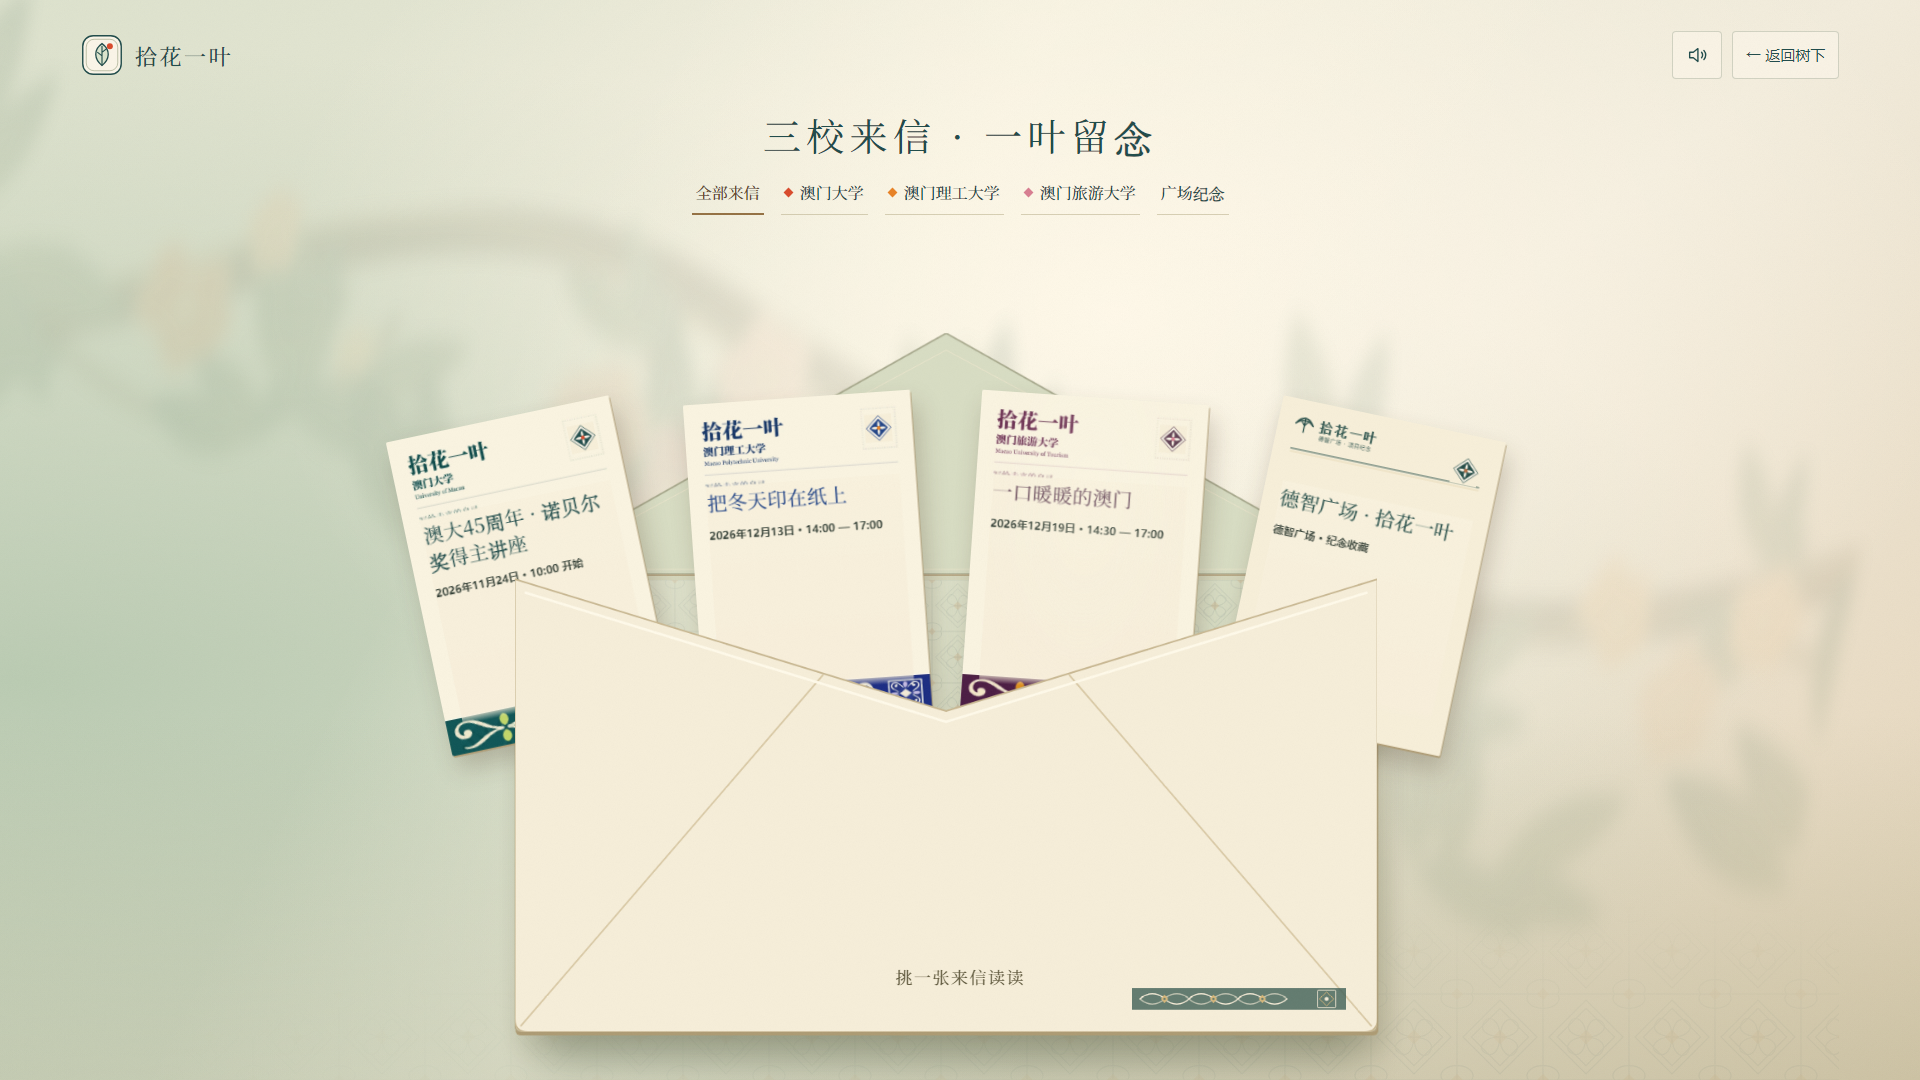 拾花一叶
← 返回树下
三校来信 · 一叶留念
全部来信
澳门大学
澳门理工大学
澳门旅游大学
广场纪念
拾花一叶
澳门大学
University of Macau
澳大45周年 · 诺贝尔
奖得主讲座
2026年11月24日 • 10:00 开始
拾花一叶
澳门理工大学
Macao Polytechnic University
把冬天印在纸上
2026年12月13日 • 14:00 — 17:00
拾花一叶
澳门旅游大学
Macao University of Tourism
一口暖暖的澳门
2026年12月19日 • 14:30 — 17:00
拾花一叶
德智广场 · 活动纪念
德智广场 · 拾花一叶
德智广场 • 纪念收藏
挑一张来信读读